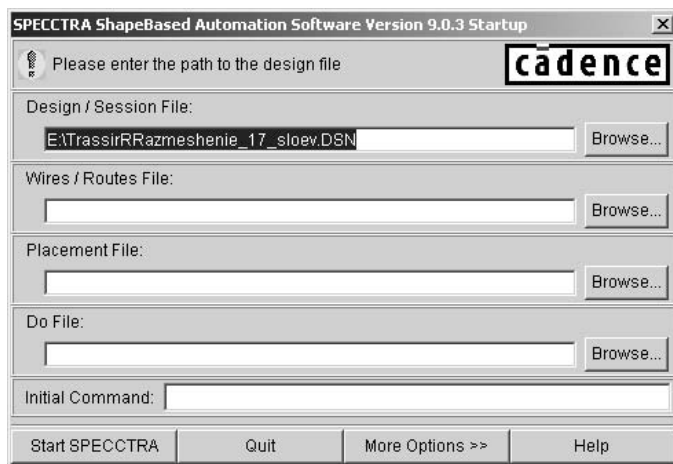 SPECCTRA ShapeBased Automation Software Version 9.0.3 Startup
Please enter the path to the design file
cādence
Design / Session File:
E:\TrassirRRazmeshenie_17_sloev.DSN
Browse...
Wires / Routes File:
Browse...
Placement File:
Browse...
Do File:
Browse...
Initial Command:
Start SPECCTRA
Quit
More Options >>
Help